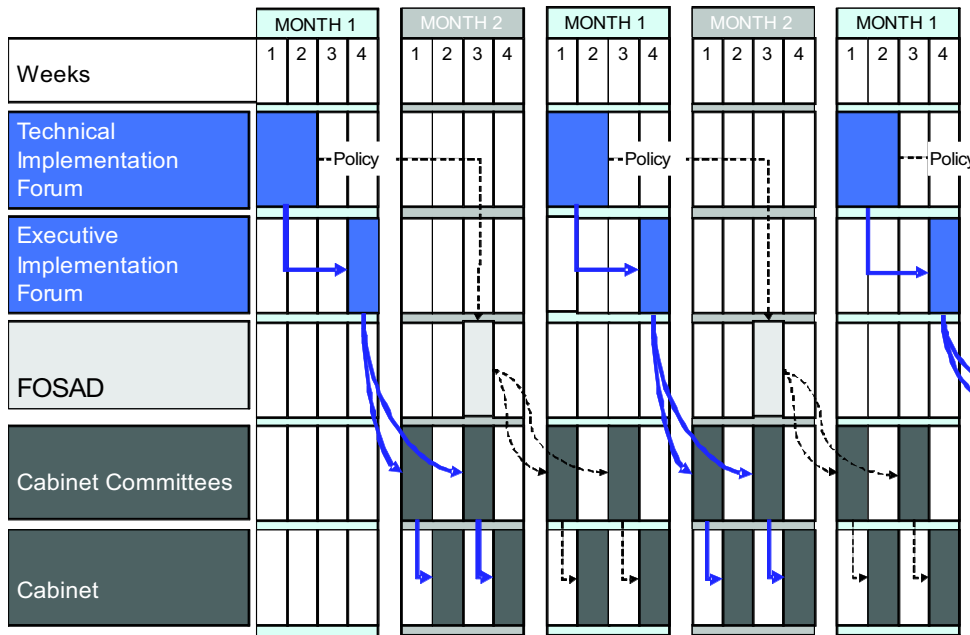 MONTH 1 MONTH 2 MONTH 1 MONTH 2 MONTH 1
Weeks 1 2 3 4 1 2 3 4 1 2 3 4 1 2 3 4 1 2 3 4
Technical
Implementation
Forum
Policy Policy Policy
Executive
Implementation
Forum
FOSAD
Cabinet Committees
Cabinet